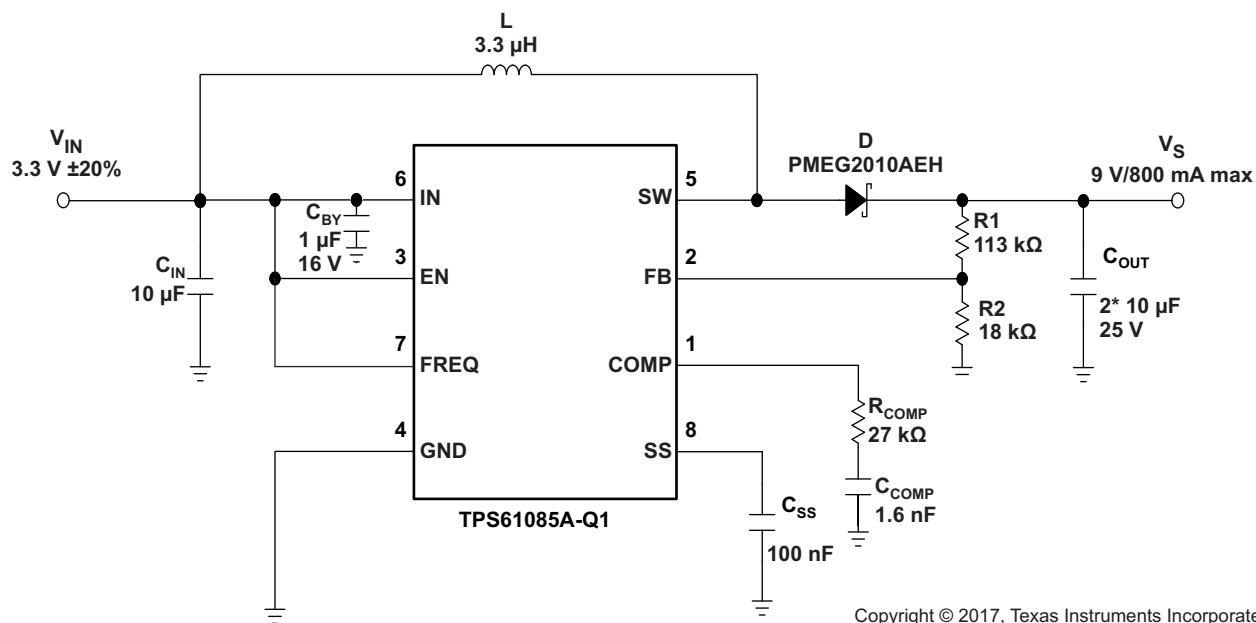 L
3.3 µH
V_IN
3.3 V ±20%
D
PMEG2010AEH
V_S
9 V/800 mA max
6
IN
5
SW
C_BY
1 µF
16 V
R1
113 kΩ
C_IN
10 µF
3
EN
2
FB
C_OUT
2* 10 µF
25 V
R2
18 kΩ
7
FREQ
1
COMP
R_COMP
27 kΩ
4
GND
8
SS
C_COMP
1.6 nF
C_SS
100 nF
TPS61085A-Q1
Copyright © 2017, Texas Instruments Incorporate